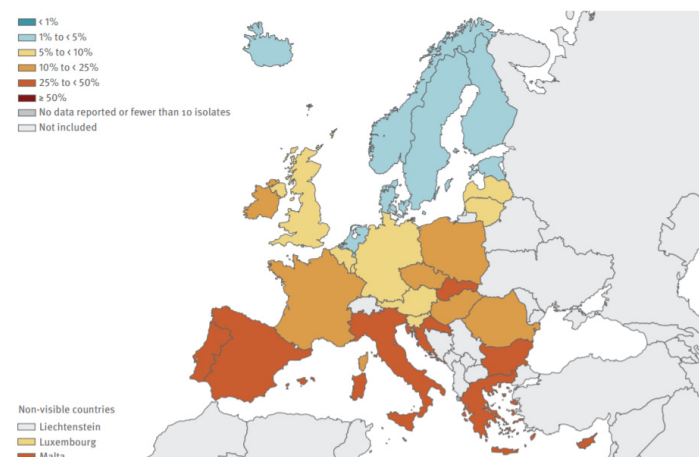 < 1%
1% to < 5%
5% to < 10%
10% to < 25%
25% to < 50%
≥ 50%
No data reported or fewer than 10 isolates
Not included
Non-visible countries
Liechtenstein
Luxembourg
Malta